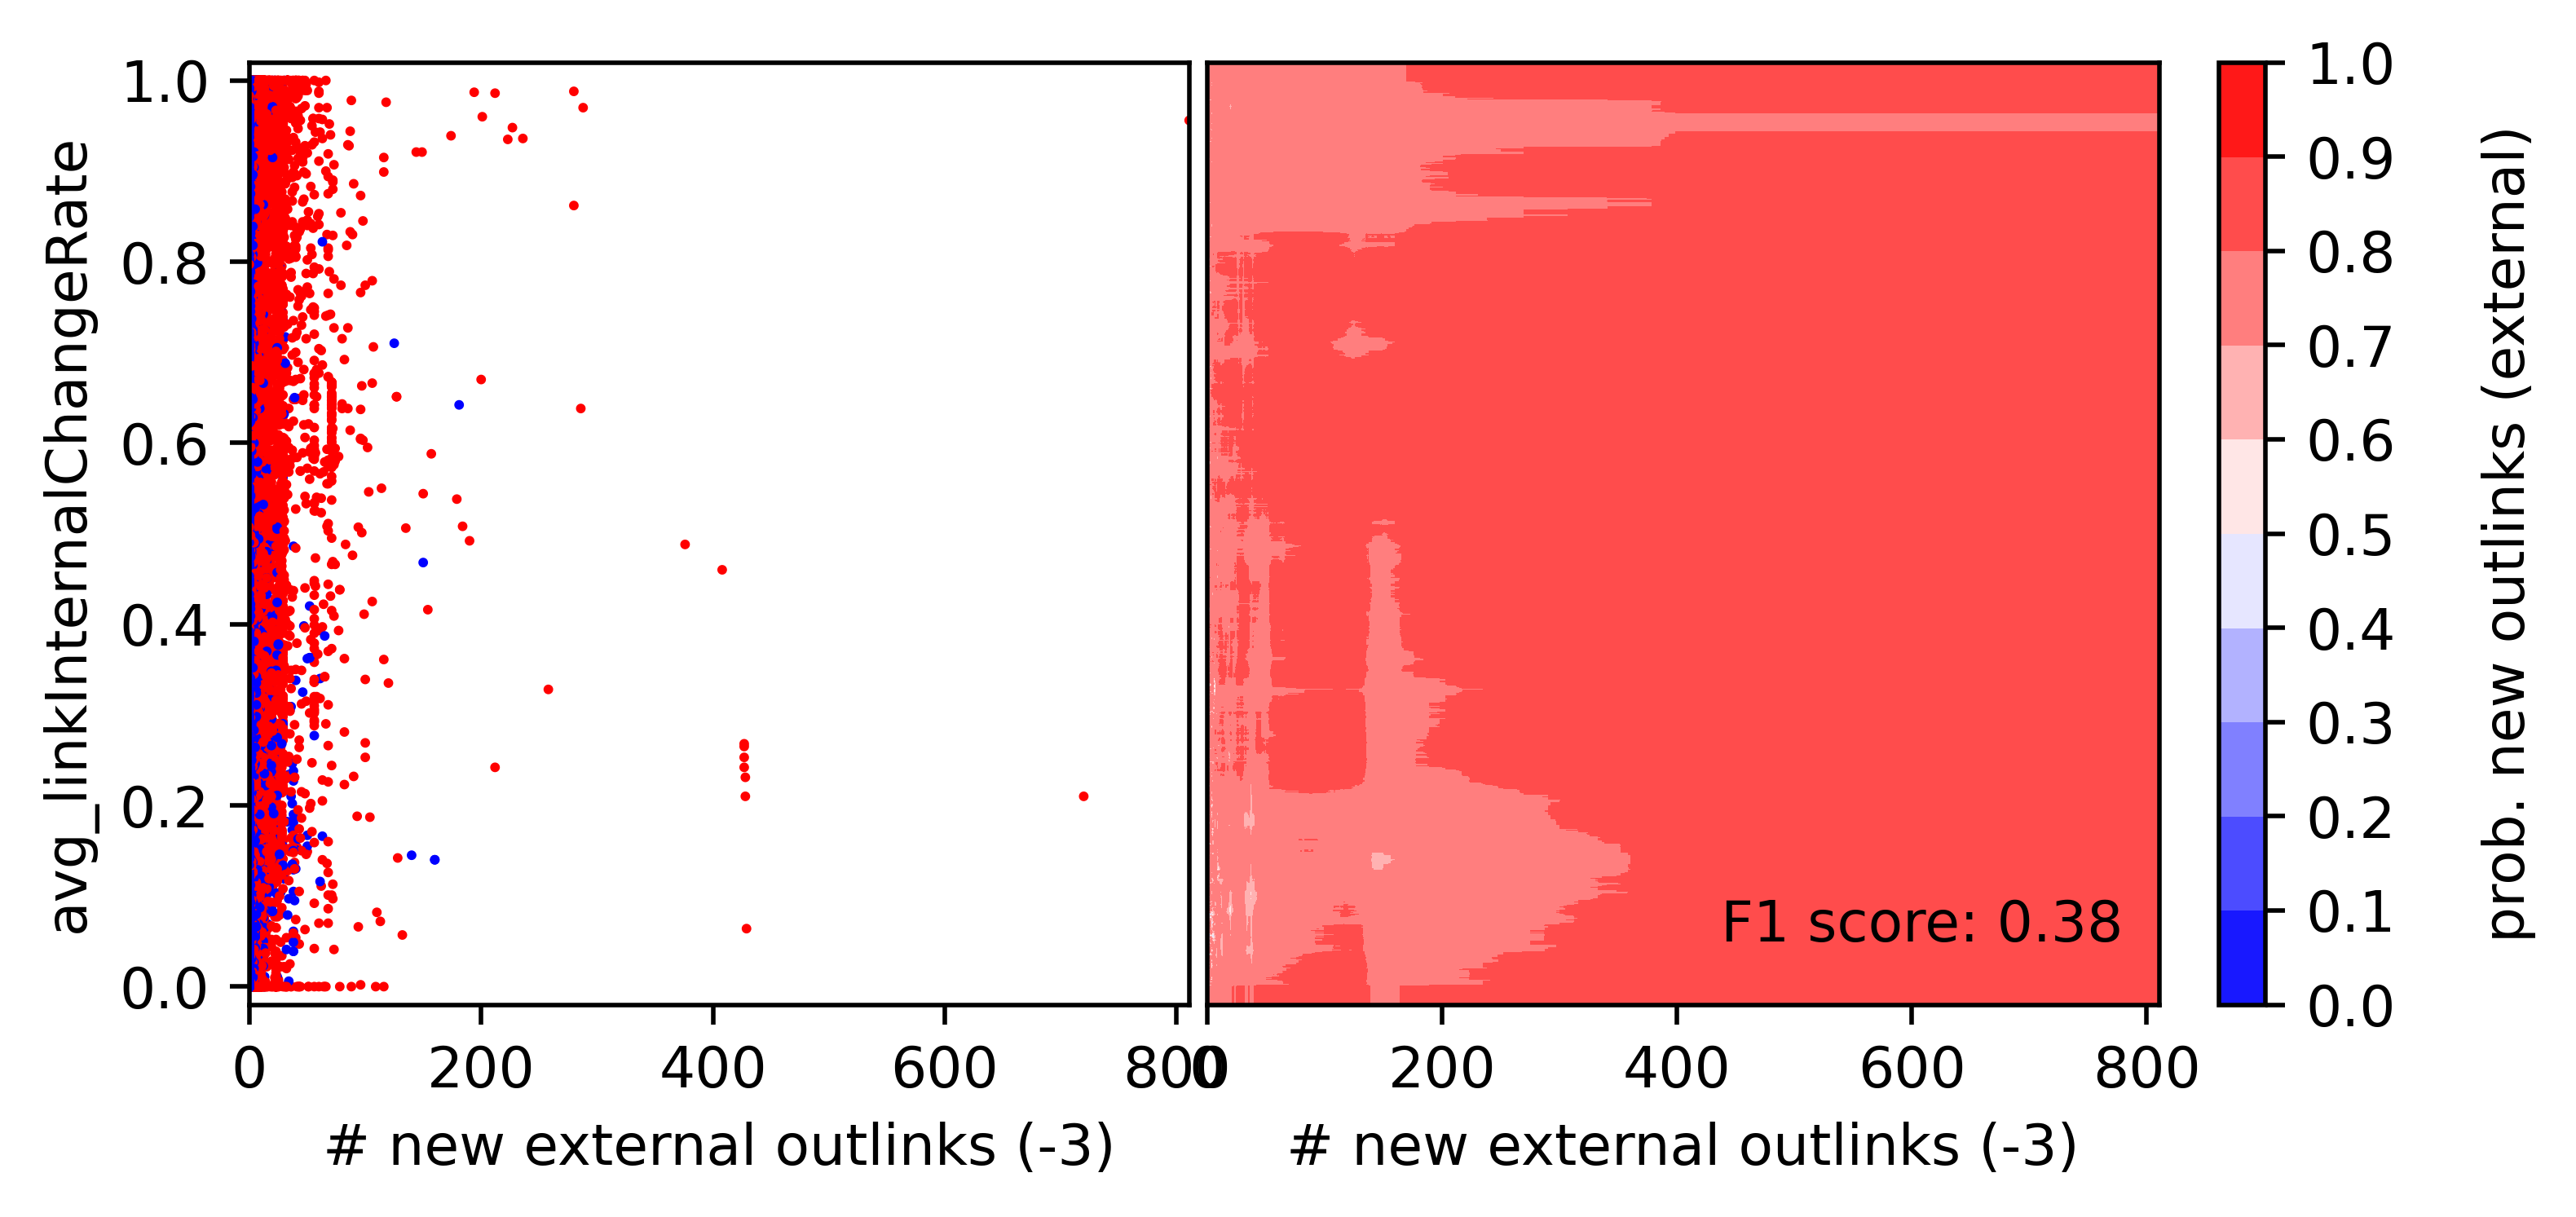 avg_linkInternalChangeRate
1.0
0.8
0.6
0.4
0.2
0.0
0 200 400 600 800
# new external outlinks (-3)
F1 score: 0.38
0 200 400 600 800
# new external outlinks (-3)
1.0
0.9
0.8
0.7
0.6
0.5
0.4
0.3
0.2
0.1
0.0
prob. new outlinks (external)